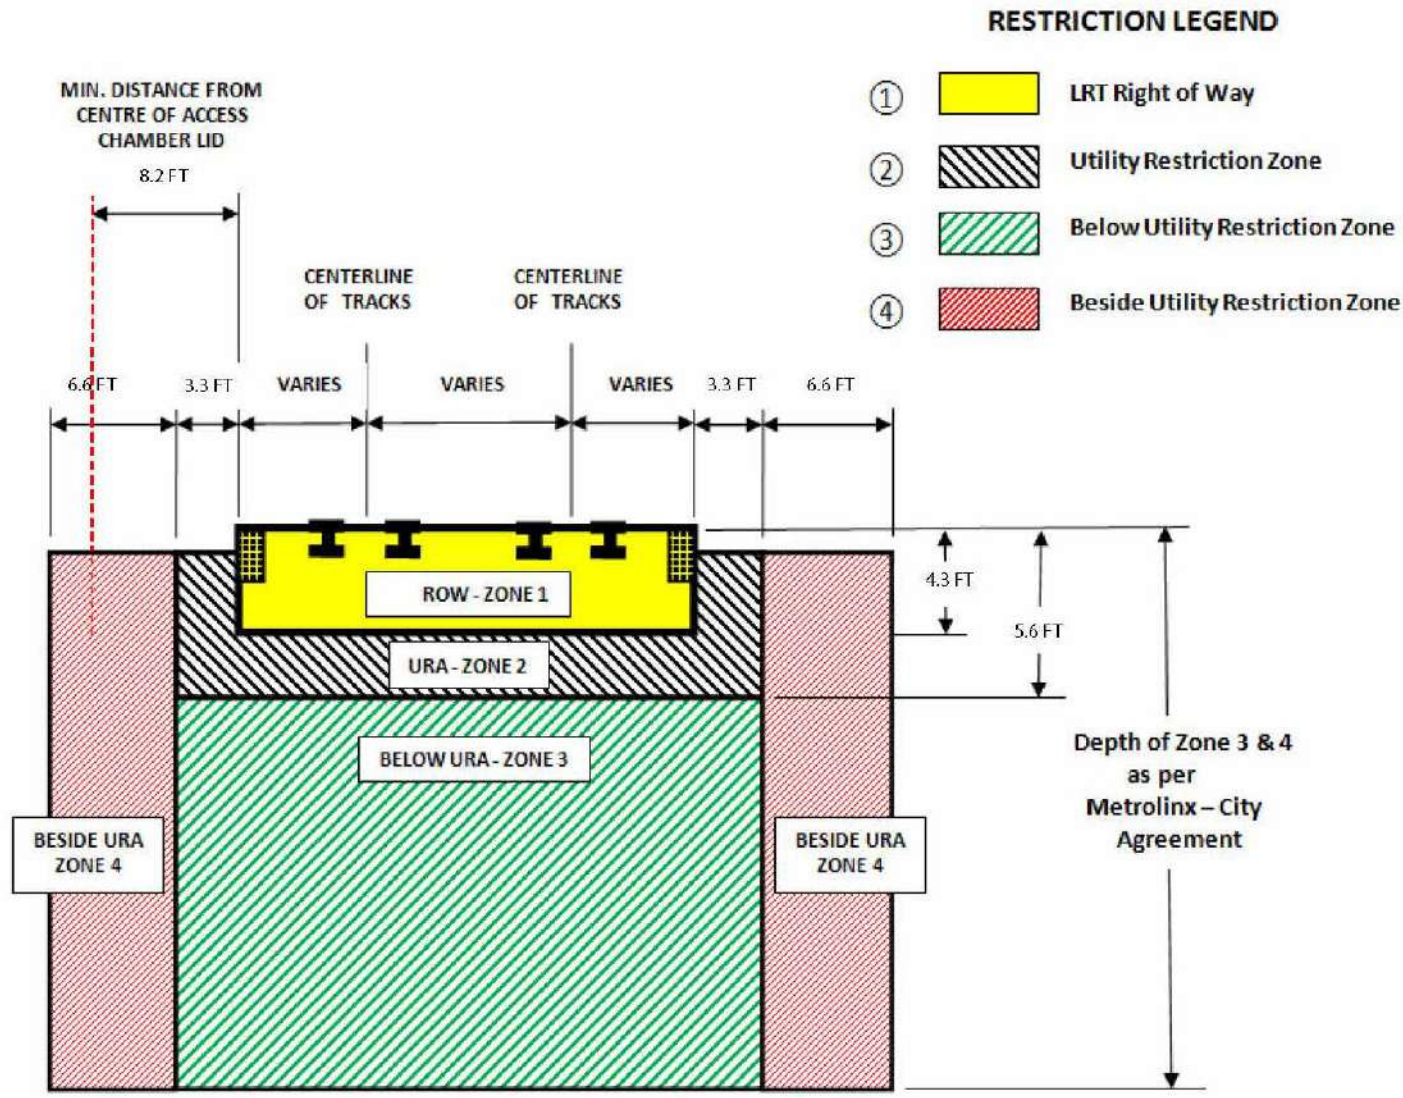 RESTRICTION LEGEND
① LRT Right of Way
② Utility Restriction Zone
③ Below Utility Restriction Zone
④ Beside Utility Restriction Zone
MIN. DISTANCE FROM
CENTRE OF ACCESS
CHAMBER LID
8.2 FT
CENTERLINE
OF TRACKS
CENTERLINE
OF TRACKS
6.6 FT
3.3 FT
VARIES
VARIES
VARIES
3.3 FT
6.6 FT
ROW - ZONE 1
4.3 FT
5.6 FT
URA - ZONE 2
BELOW URA - ZONE 3
Depth of Zone 3 & 4
as per
Metrolinx – City
Agreement
BESIDE URA
ZONE 4
BESIDE URA
ZONE 4